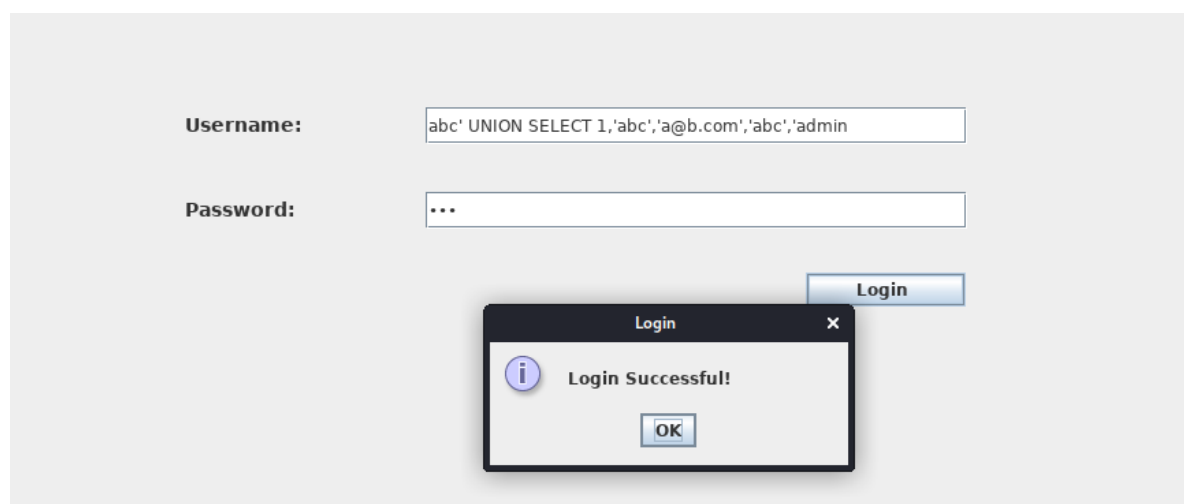 Username: abc' UNION SELECT 1,'abc','a@b.com','abc','admin
Password: •••
Login
Login ×
i Login Successful!
OK